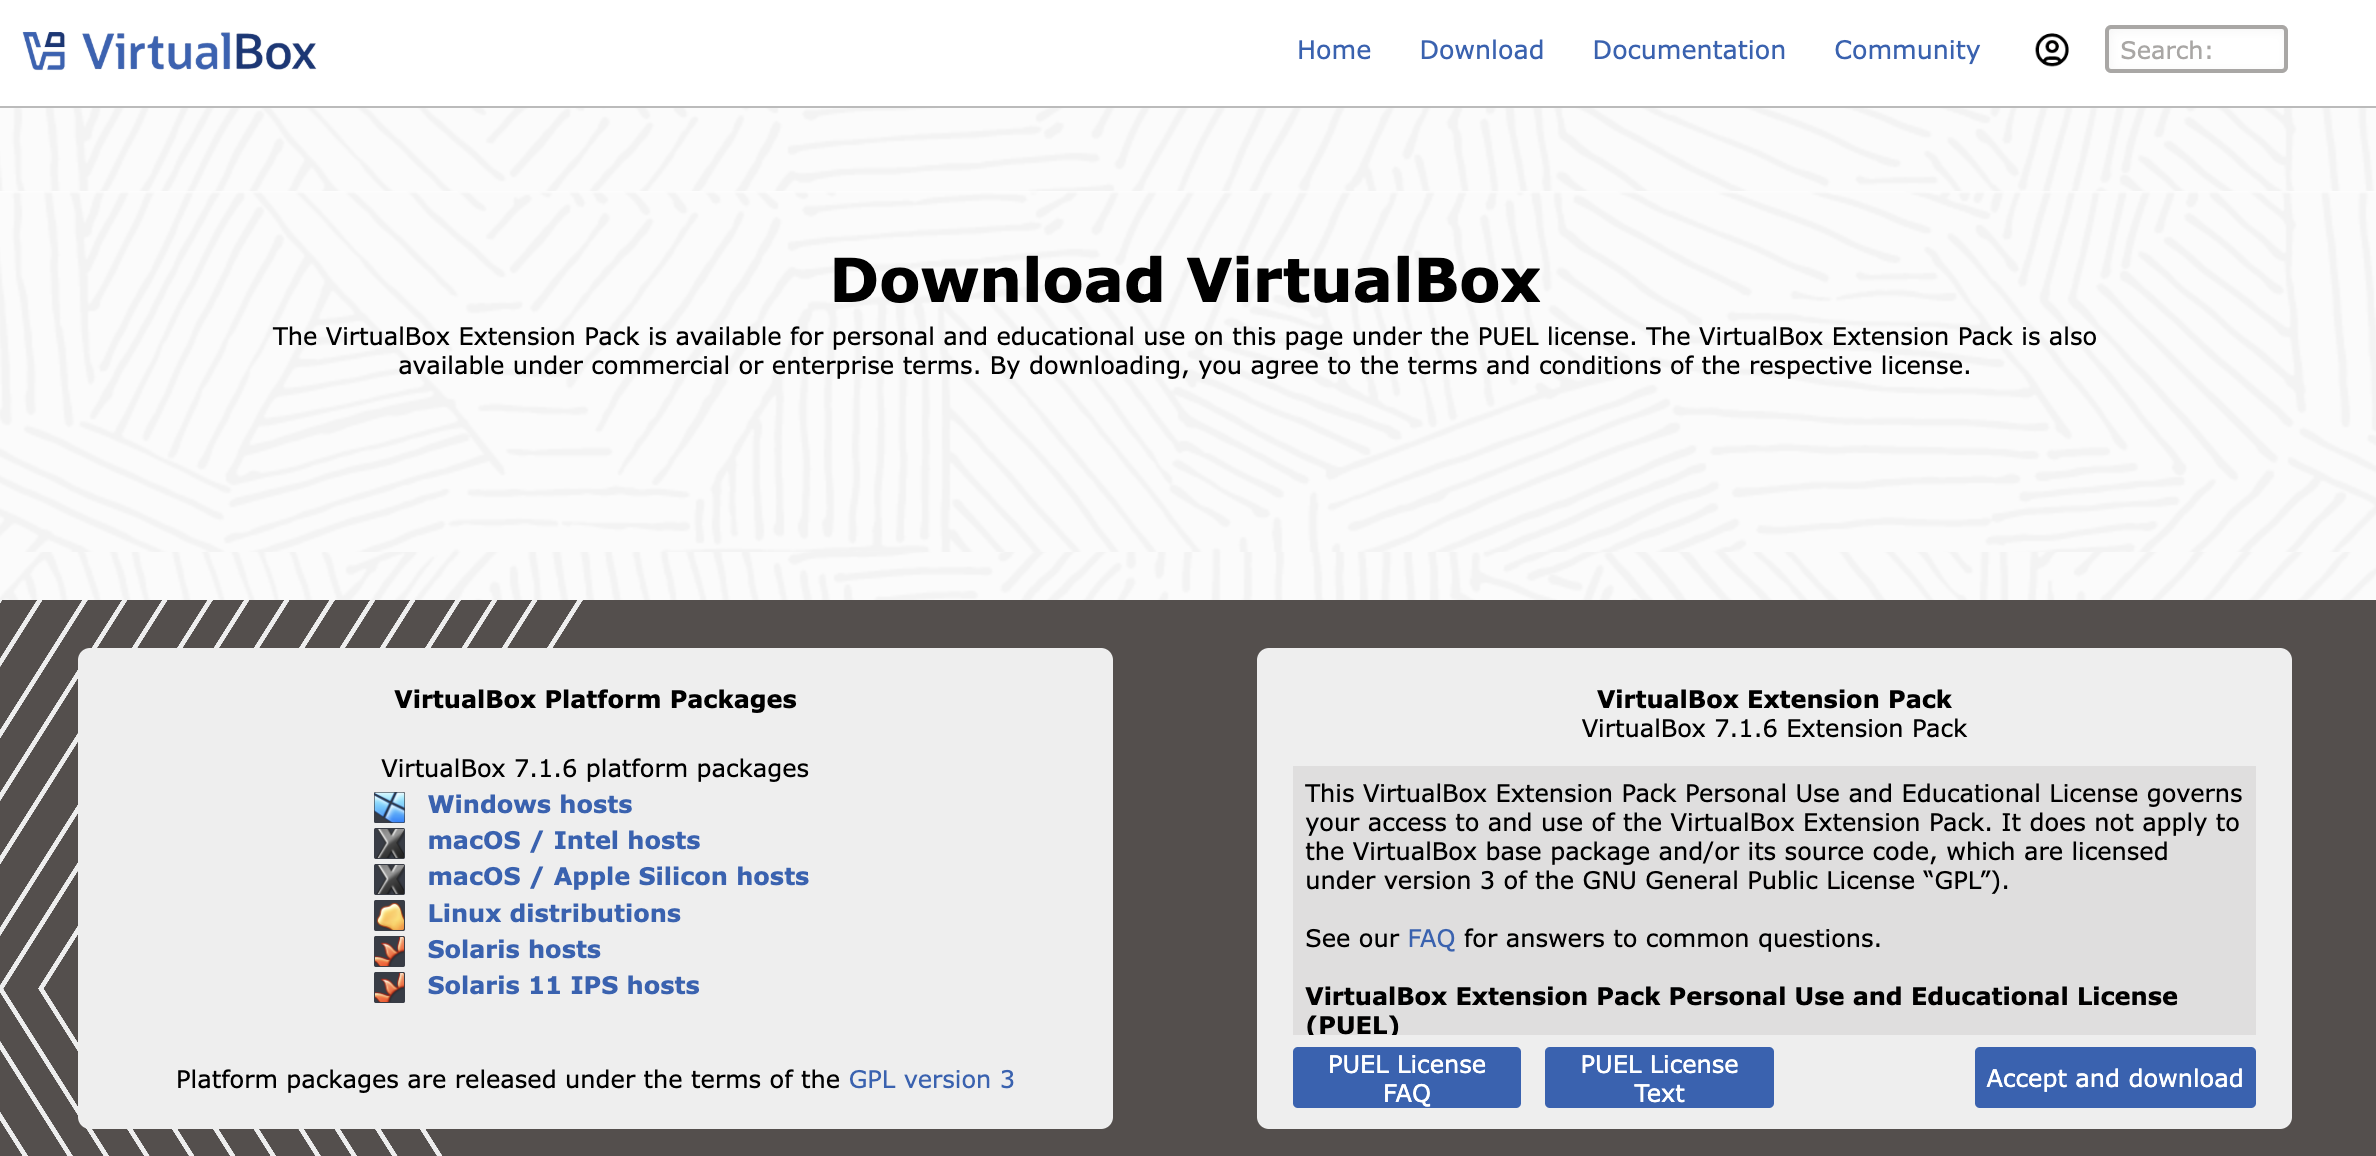 VirtualBox
Home
Download
Documentation
Community
Search:
Download VirtualBox
The VirtualBox Extension Pack is available for personal and educational use on this page under the PUEL license. The VirtualBox Extension Pack is also
available under commercial or enterprise terms. By downloading, you agree to the terms and conditions of the respective license.
VirtualBox Platform Packages
VirtualBox 7.1.6 platform packages
Windows hosts
macOS / Intel hosts
macOS / Apple Silicon hosts
Linux distributions
Solaris hosts
Solaris 11 IPS hosts
Platform packages are released under the terms of the GPL version 3
VirtualBox Extension Pack
VirtualBox 7.1.6 Extension Pack
This VirtualBox Extension Pack Personal Use and Educational License governs
your access to and use of the VirtualBox Extension Pack. It does not apply to
the VirtualBox base package and/or its source code, which are licensed
under version 3 of the GNU General Public License “GPL”).
See our FAQ for answers to common questions.
VirtualBox Extension Pack Personal Use and Educational License
(PUEL)
PUEL License
FAQ
PUEL License
Text
Accept and download